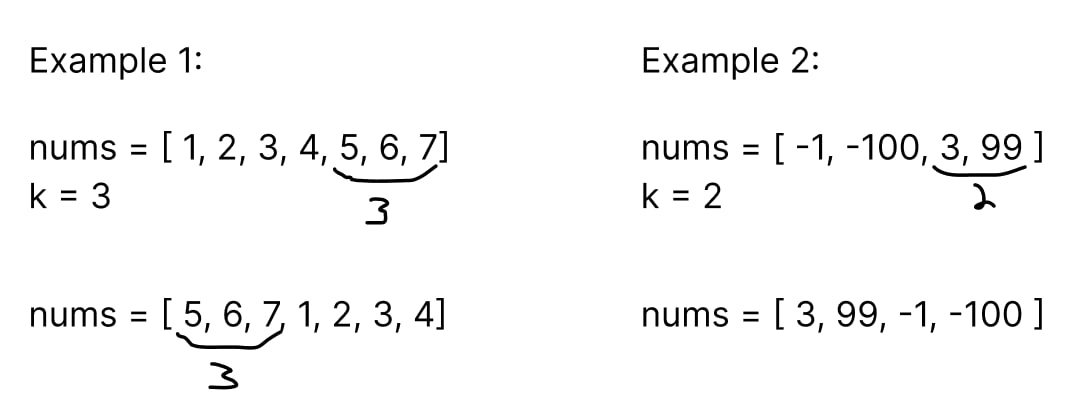 Example 1:
nums = [ 1, 2, 3, 4, 5, 6, 7]
k = 3
3
nums = [ 5, 6, 7, 1, 2, 3, 4]
3
Example 2:
nums = [ -1, -100, 3, 99 ]
k = 2
2
nums = [ 3, 99, -1, -100 ]